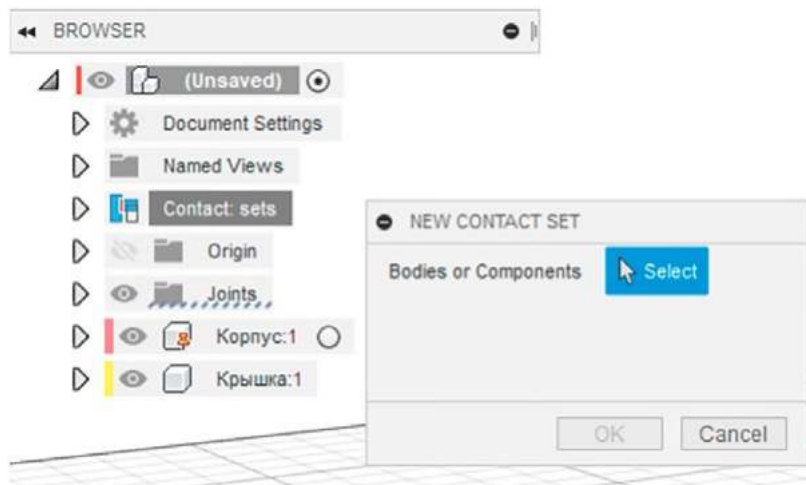 BROWSER
(Unsaved)
Document Settings
Named Views
Contact: sets
Origin
Joints
Корпус:1
Крышка:1
NEW CONTACT SET
Bodies or Components Select
OK Cancel